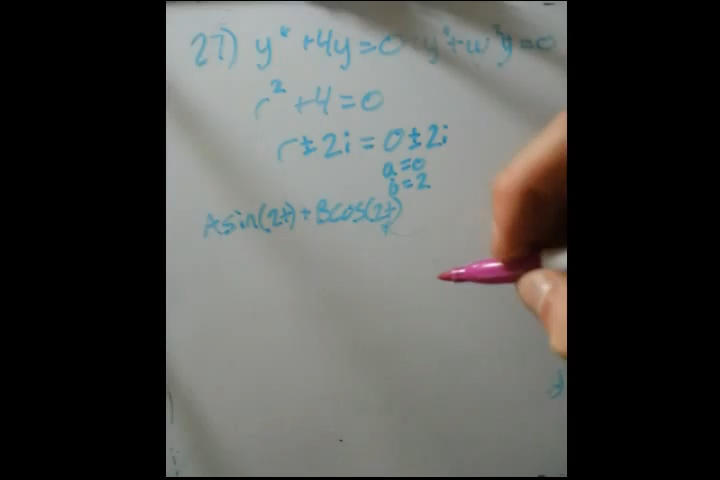 27) y" + 4y = 0 y" + w²y = 0
r² + 4 = 0
r ± 2i = 0 ± 2i
a = 0
b = 2
A sin(2t) + B cos(2t)